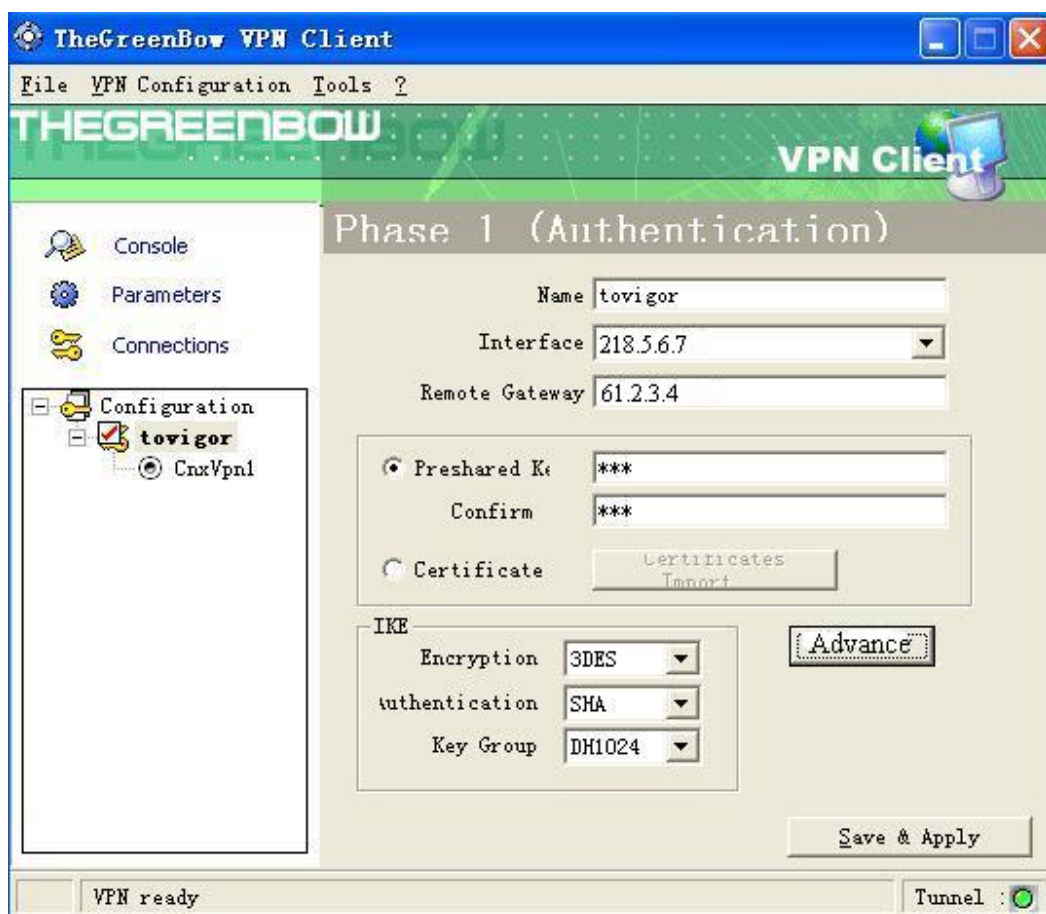 TheGreenBow VPN Client
File VPN Configuration Tools ?
THEGREENBOW
VPN Client
Phase 1 (Authentication)
Console
Parameters
Connections
Configuration
tovigor
CnxVpn1
Name tovigor
Interface 218.5.6.7
Remote Gateway 61.2.3.4
Preshared Ke ***
Confirm ***
Certificate Certificates Import
IKE
Encryption 3DES
Authentication SHA
Key Group DH1024
Advance
Save & Apply
VPN ready
Tunnel :